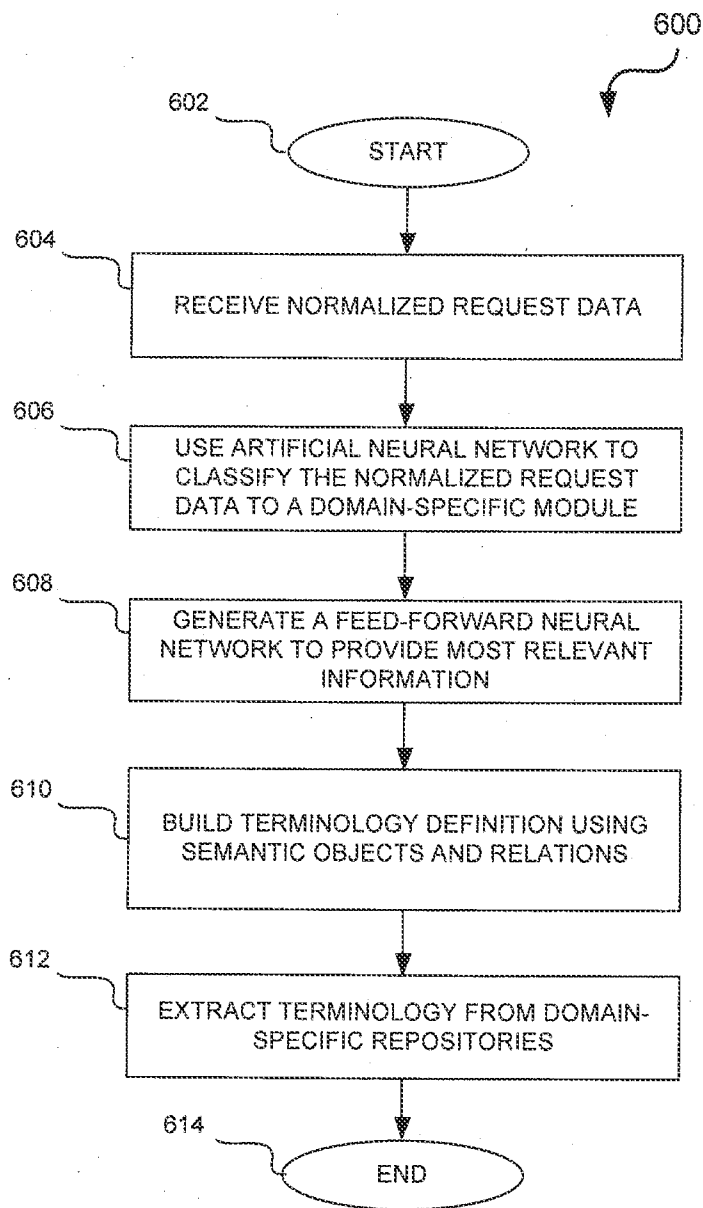 600
602
START
604
RECEIVE NORMALIZED REQUEST DATA
606
USE ARTIFICIAL NEURAL NETWORK TO
CLASSIFY THE NORMALIZED REQUEST
DATA TO A DOMAIN-SPECIFIC MODULE
608
GENERATE A FEED-FORWARD NEURAL
NETWORK TO PROVIDE MOST RELEVANT
INFORMATION
610
BUILD TERMINOLOGY DEFINITION USING
SEMANTIC OBJECTS AND RELATIONS
612
EXTRACT TERMINOLOGY FROM DOMAIN-
SPECIFIC REPOSITORIES
614
END